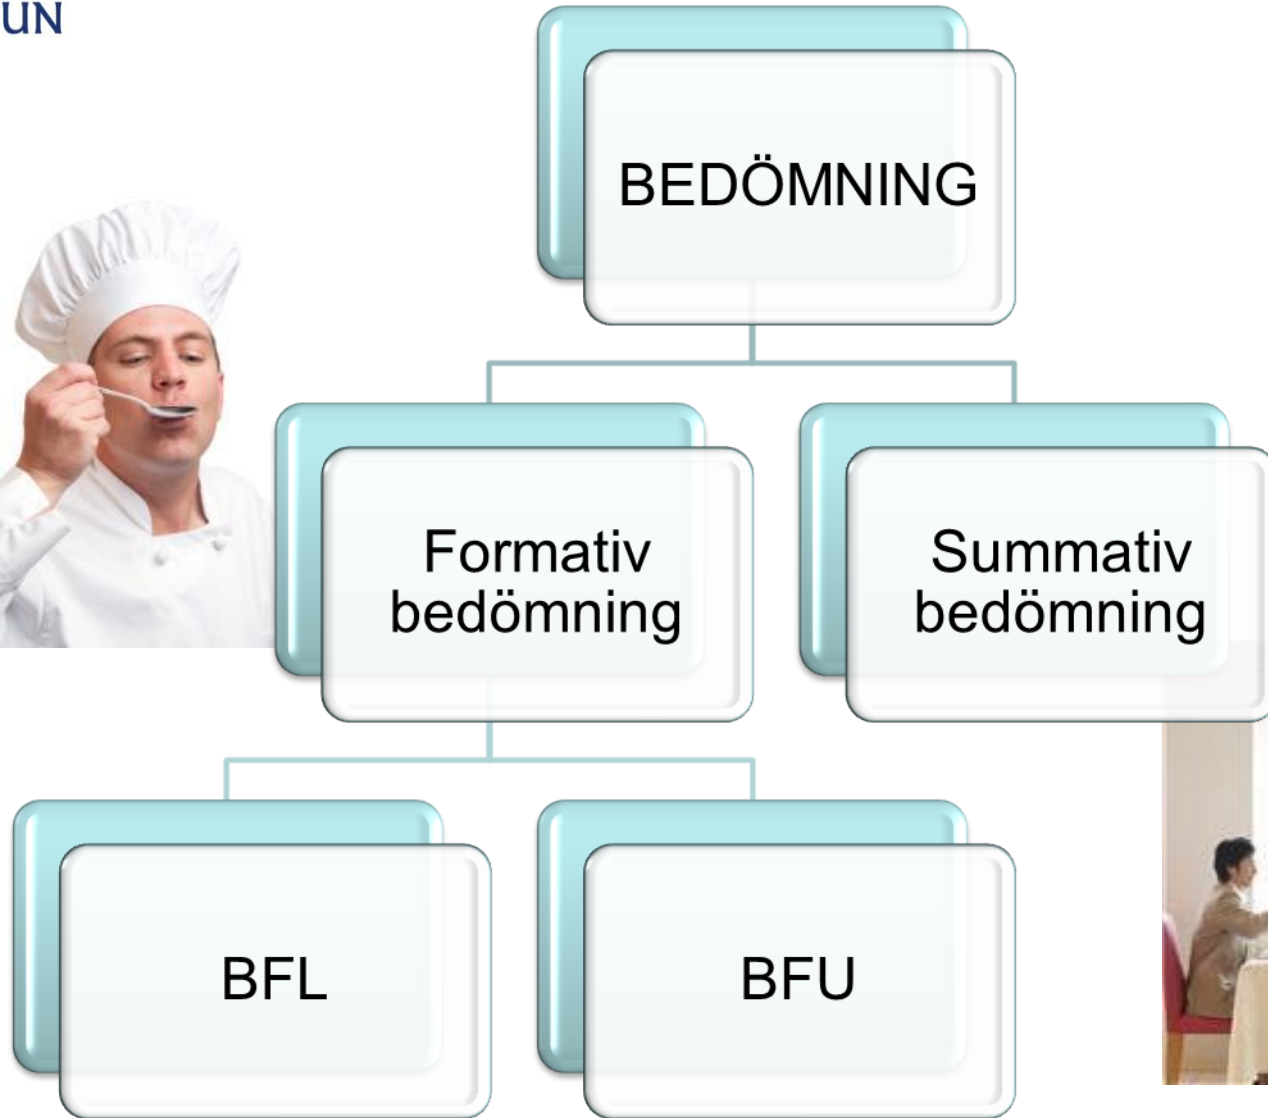 UN
BEDÖMNING
Formativ
bedömning
Summativ
bedömning
BFL
BFU